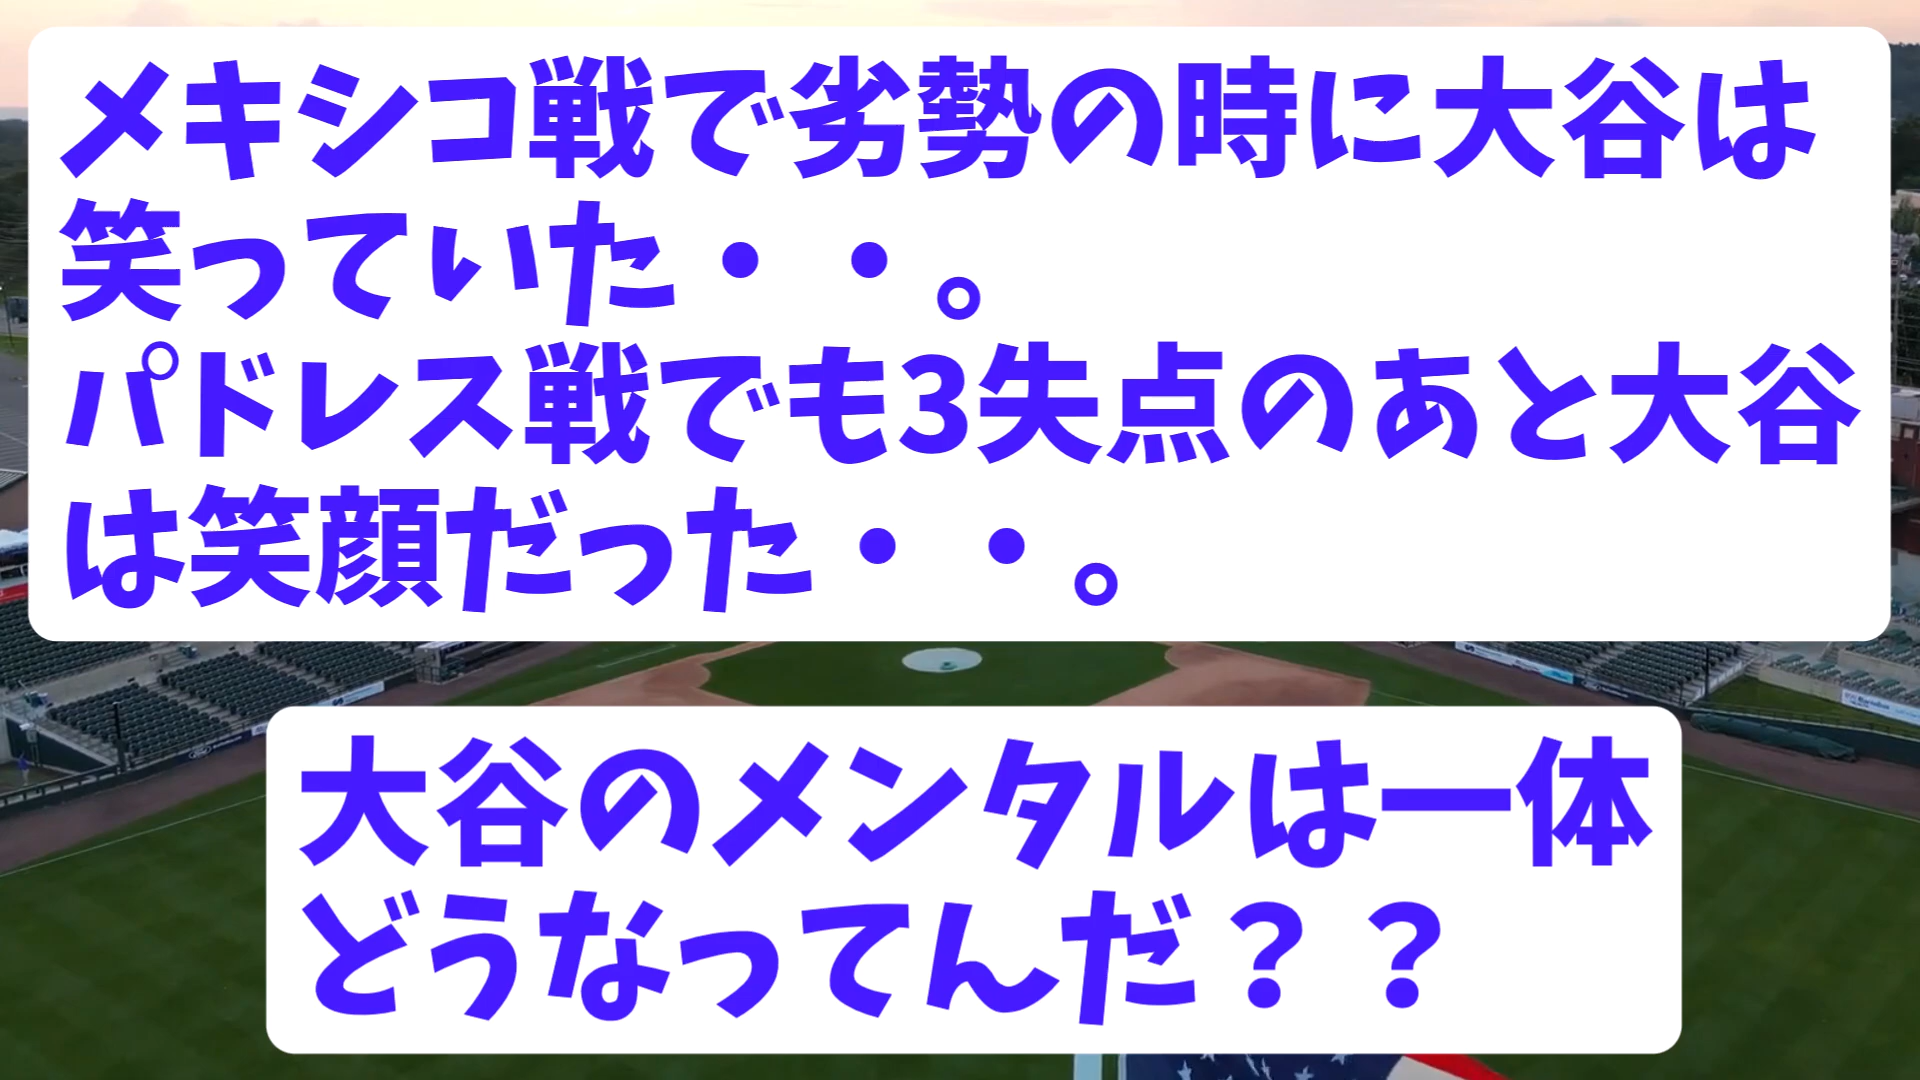 メキシコ戦で劣勢の時に大谷は
笑っていた・・。
パドレス戦でも3失点のあと大谷
は笑顔だった・・。
大谷のメンタルは一体
どうなってんだ？？